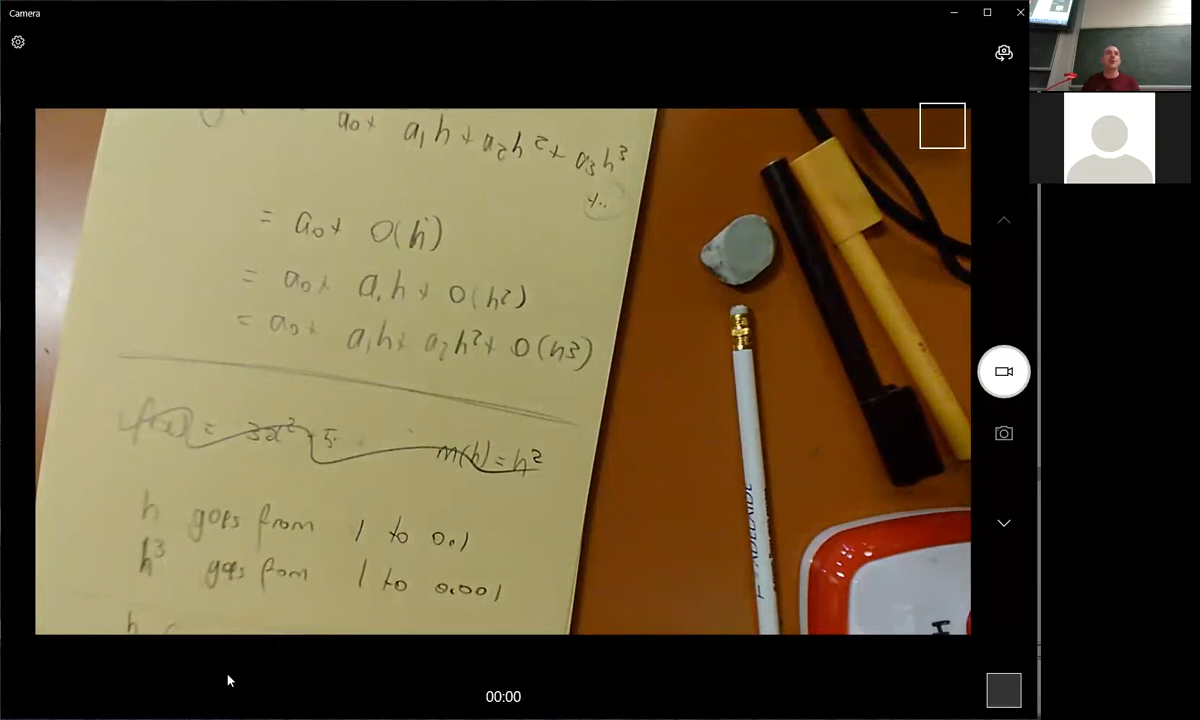 Camera
a₀ + a₁h + a₂h² + a₃h³
+...
= a₀ + O(h)
= a₀ + a₁h + O(h²)
= a₀ + a₁h + a₂h² + O(h³)
f(x) = 3x² 5 m(h) = h²
h goes from 1 to 0.1
h³ goes from 1 to 0.001
h
ADELAIDE
H
00:00